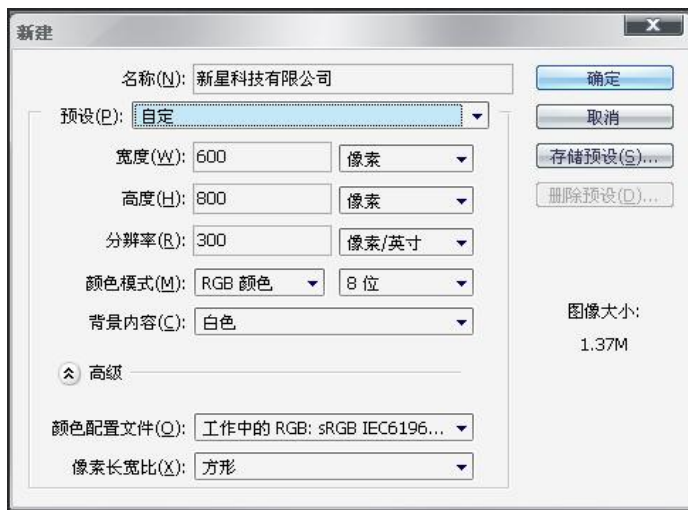 新建
名称(N): 新星科技有限公司
确定
预设(P): 自定
取消
宽度(W): 600 像素
存储预设(S)...
高度(H): 800 像素
删除预设(D)...
分辨率(R): 300 像素/英寸
颜色模式(M): RGB 颜色 8 位
图像大小:
背景内容(C): 白色
1.37M
高级
颜色配置文件(O): 工作中的 RGB: sRGB IEC6196...
像素长宽比(X): 方形